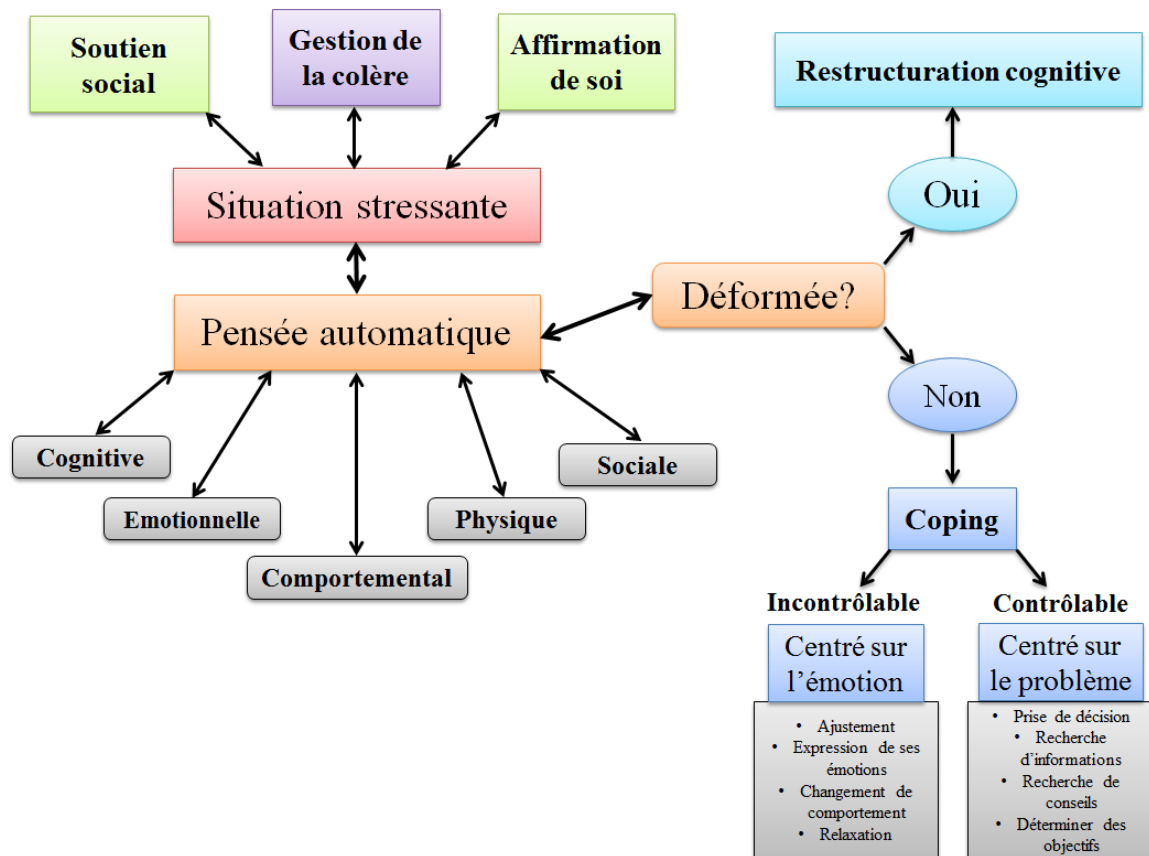 Soutien
social
Gestion de
la colère
Affirmation
de soi
Restructuration cognitive
Situation stressante
Oui
Déformée?
Pensée automatique
Non
Cognitive
Sociale
Emotionnelle
Physique
Comportemental
Coping
Incontrôlable
Contrôlable
Centré sur
l'émotion
Centré sur
le problème
• Ajustement
• Expression de ses
émotions
• Changement de
comportement
• Relaxation
• Prise de décision
• Recherche
d'informations
• Recherche de
conseils
• Déterminer des
objectifs